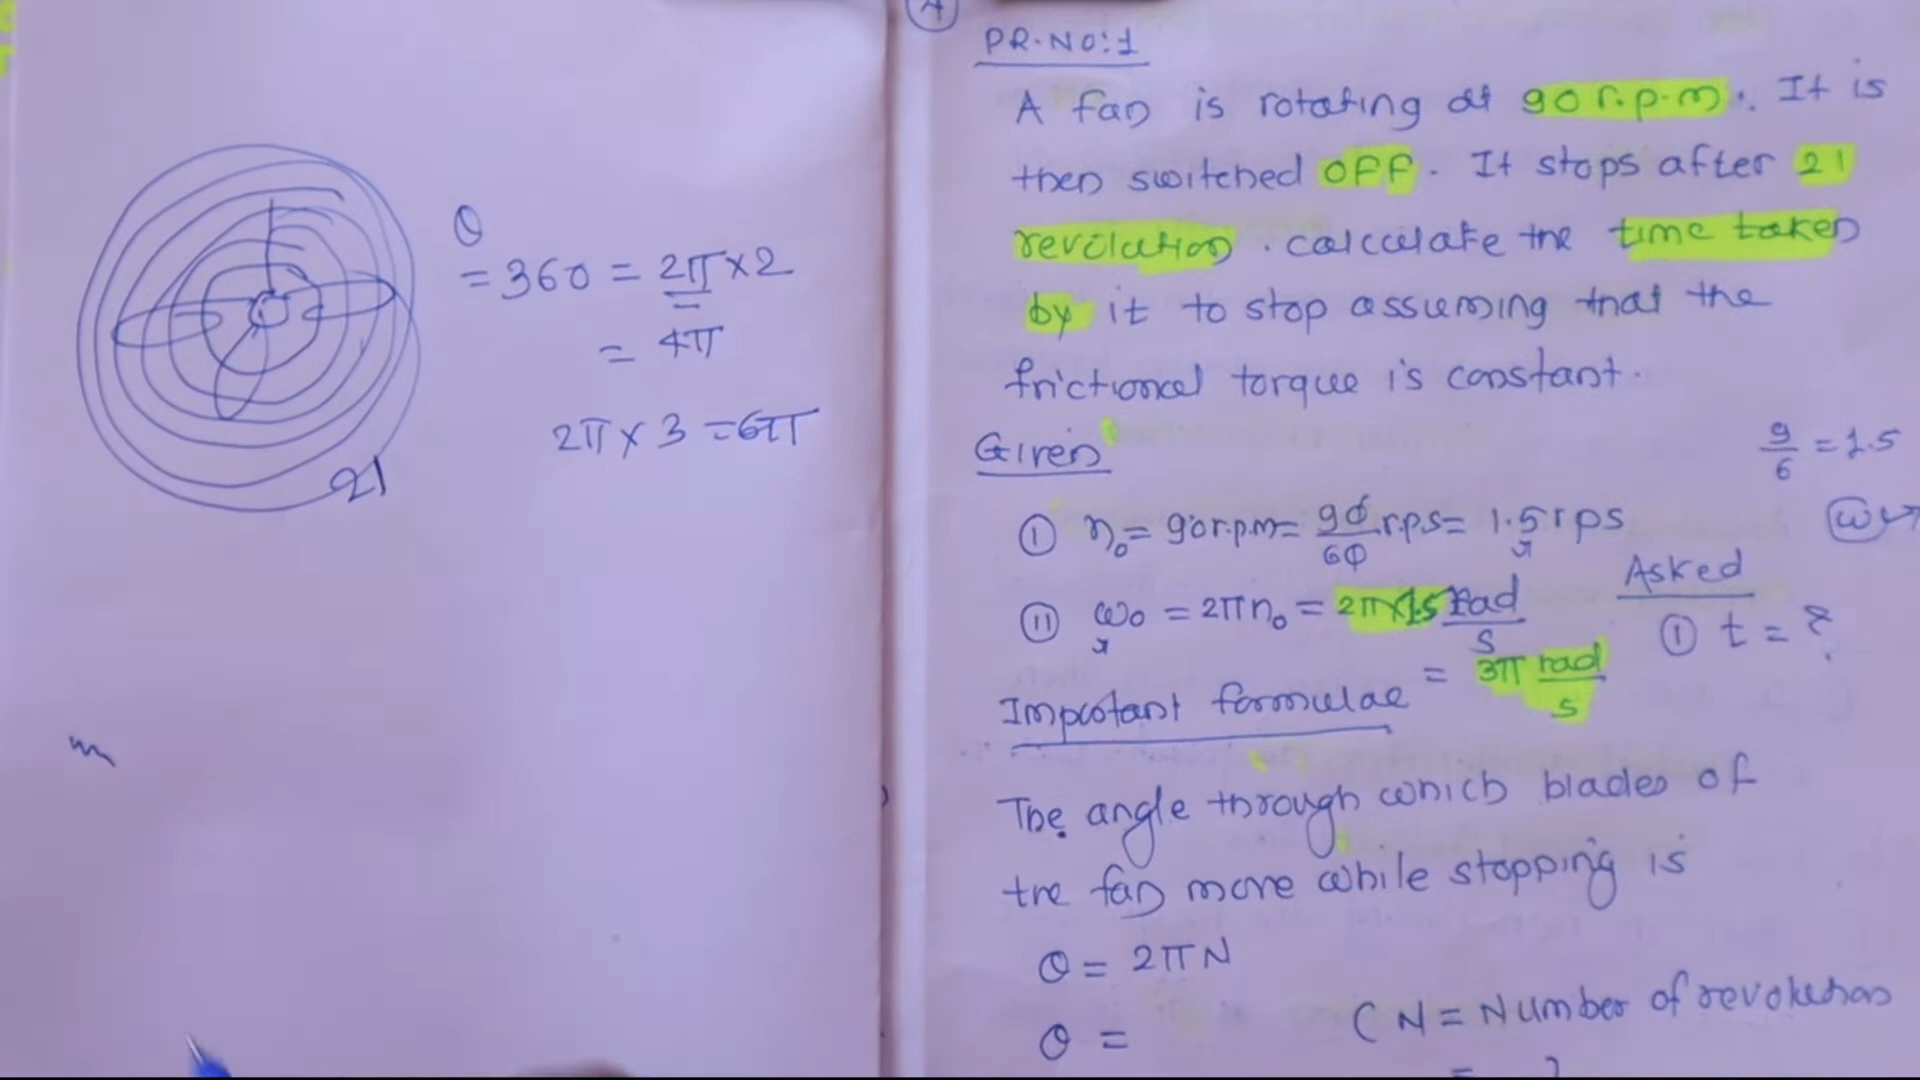 θ
= 360 = 2π × 2
= 4π
2π × 3 = 6π
21
PR.NO:1
A fan is rotating at 90 r.p.m. It is
then switched OFF. It stops after 21
revolution. calculate the time taken
by it to stop assuming that the
frictional torque is constant.
Given
9/6 = 1.5
① n₀ = 90 r.p.m = 90/60 r.p.s = 1.5 rps
ω
Asked
② ω₀ = 2πn₀ = 2π×1.5 rad/s
① t = ?
= 3π rad/s
Important formulae
The angle through which blades of
the fan move while stopping is
θ = 2πN
(N = Number of revolutions
θ =